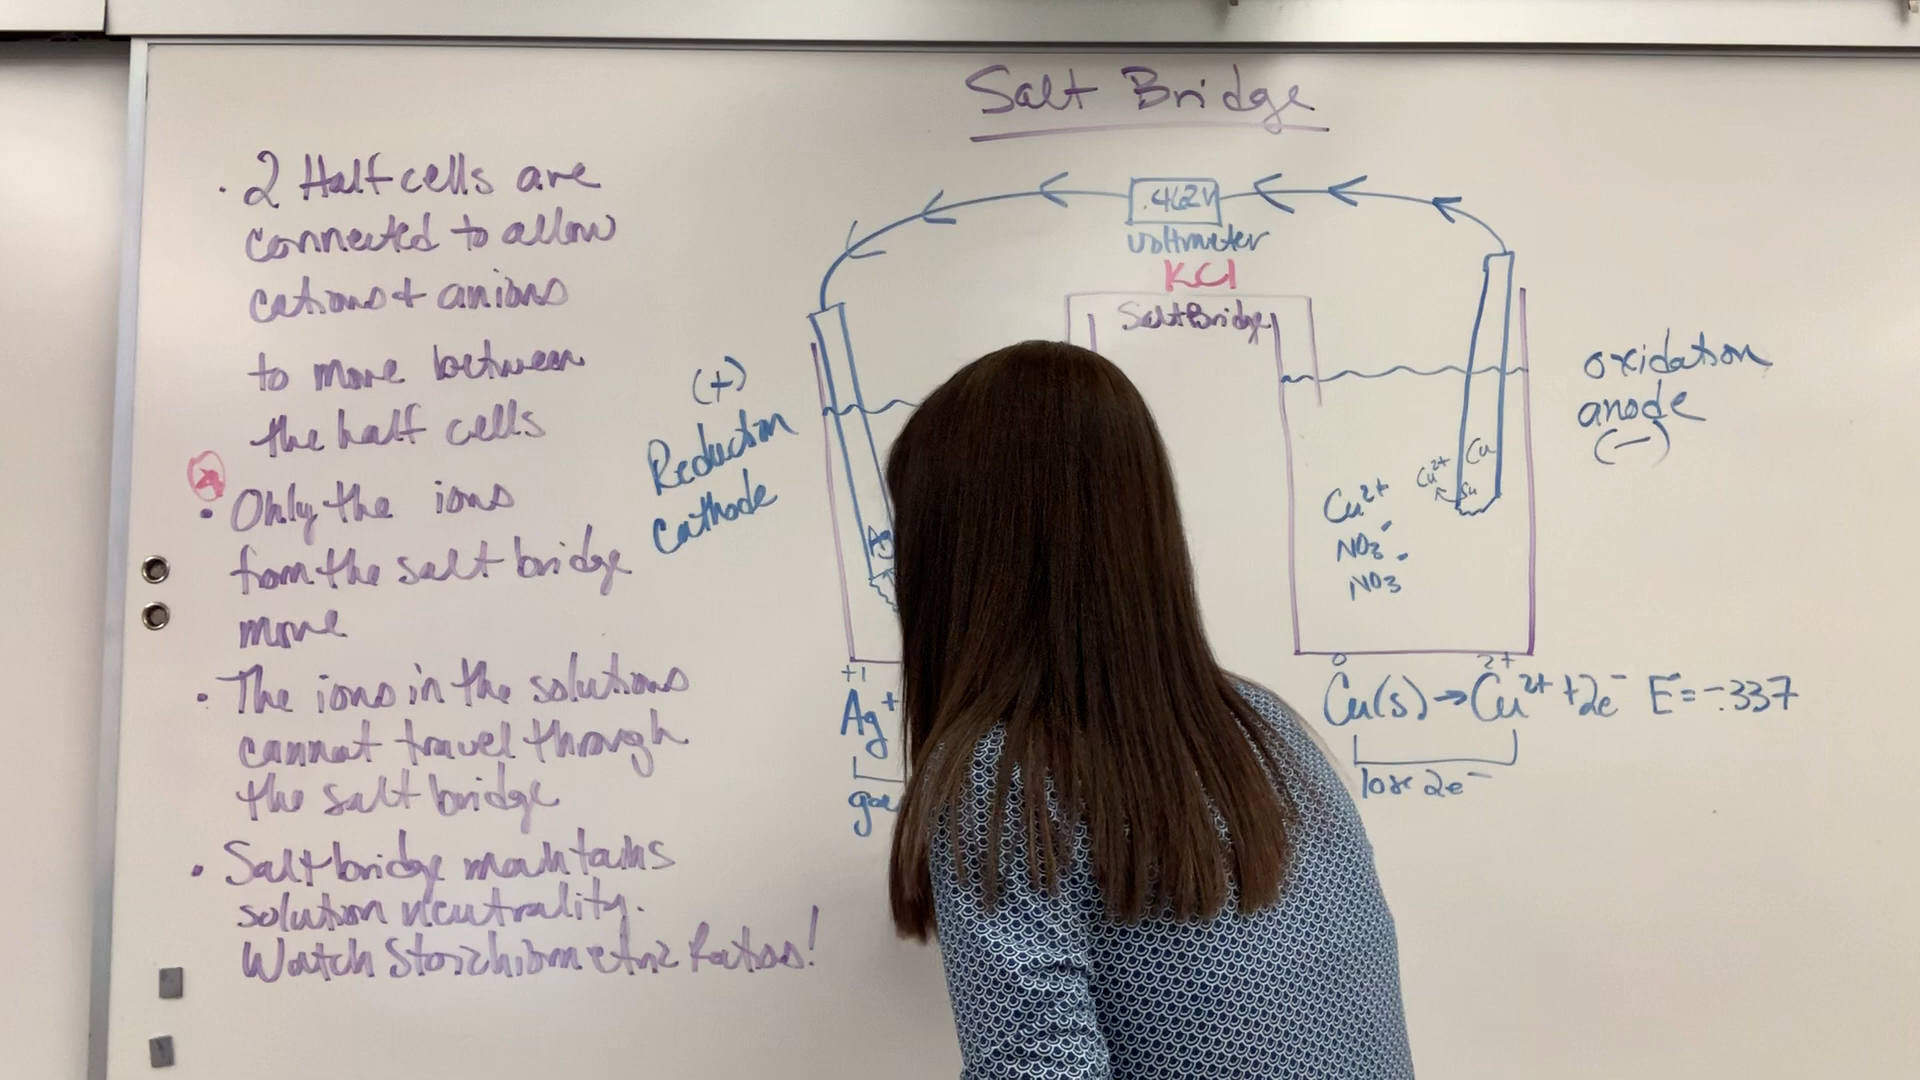 Salt Bridge
. 2 Half cells are
connected to allow
cations + anions
to move between
the half cells
• Only the ions
from the salt bridge
move
• The ions in the solutions
cannot travel through
the salt bridge
• Salt bridge maintains
solution neutrality.
Watch Stoichiometric Ratios!
.462V
voltmeter
KCl
Salt Bridge
(+)
Reduction
cathode
Ag
oxidation
anode
(-)
Cu
Cu²⁺
Cu²⁺
NO₃⁻
NO₃
+1
Ag⁺
0 2+
Cu(s) → Cu²⁺ + 2e⁻ E = -.337
lose 2e⁻